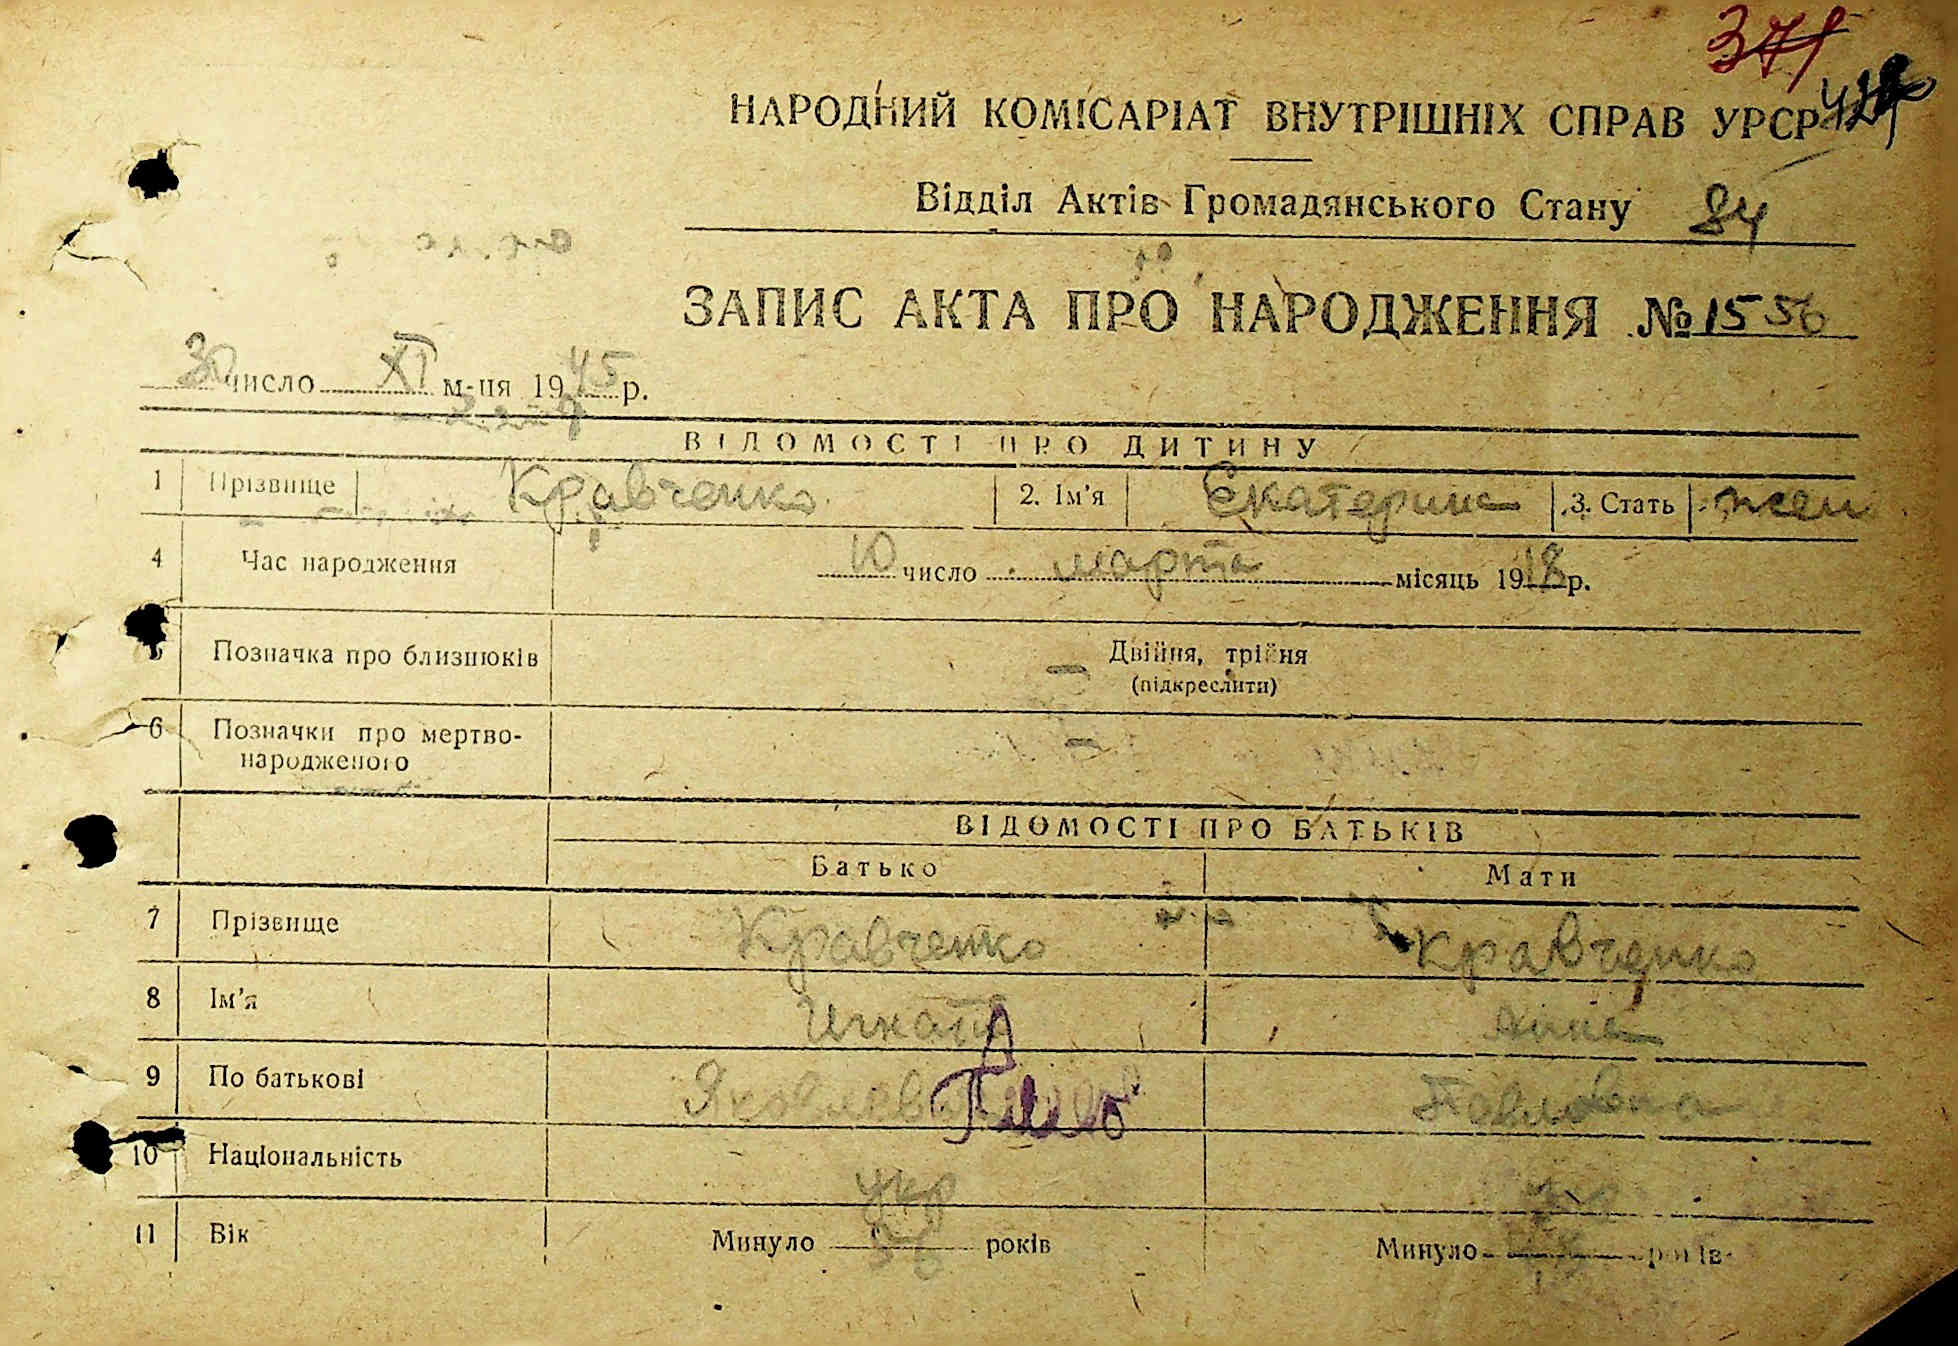 371
НАРОДНИЙ КОМІСАРІАТ ВНУТРІШНІХ СПРАВ УРСР
Відділ Актів Громадянського Стану 84
ЗАПИС АКТА ПРО НАРОДЖЕННЯ № 1556
30 число XI м-ця 1945 р.
ВІДОМОСТІ ПРО ДИТИНУ
1 Прізвище Кравченко 2. Ім'я Екатерина 3. Стать жен
4 Час народження 10 число марта місяць 1918 р.
Позначка про близнюків Двійня, трійня
(підкреслити)
6 Позначки про мертво-
народженого
ВІДОМОСТІ ПРО БАТЬКІВ
Батько Мати
7 Прізвище Кравченко Кравченко
8 Ім'я Игнат
9 По батькові Павловна
10 Національність укр укр
11 Вік Минуло років Минуло років